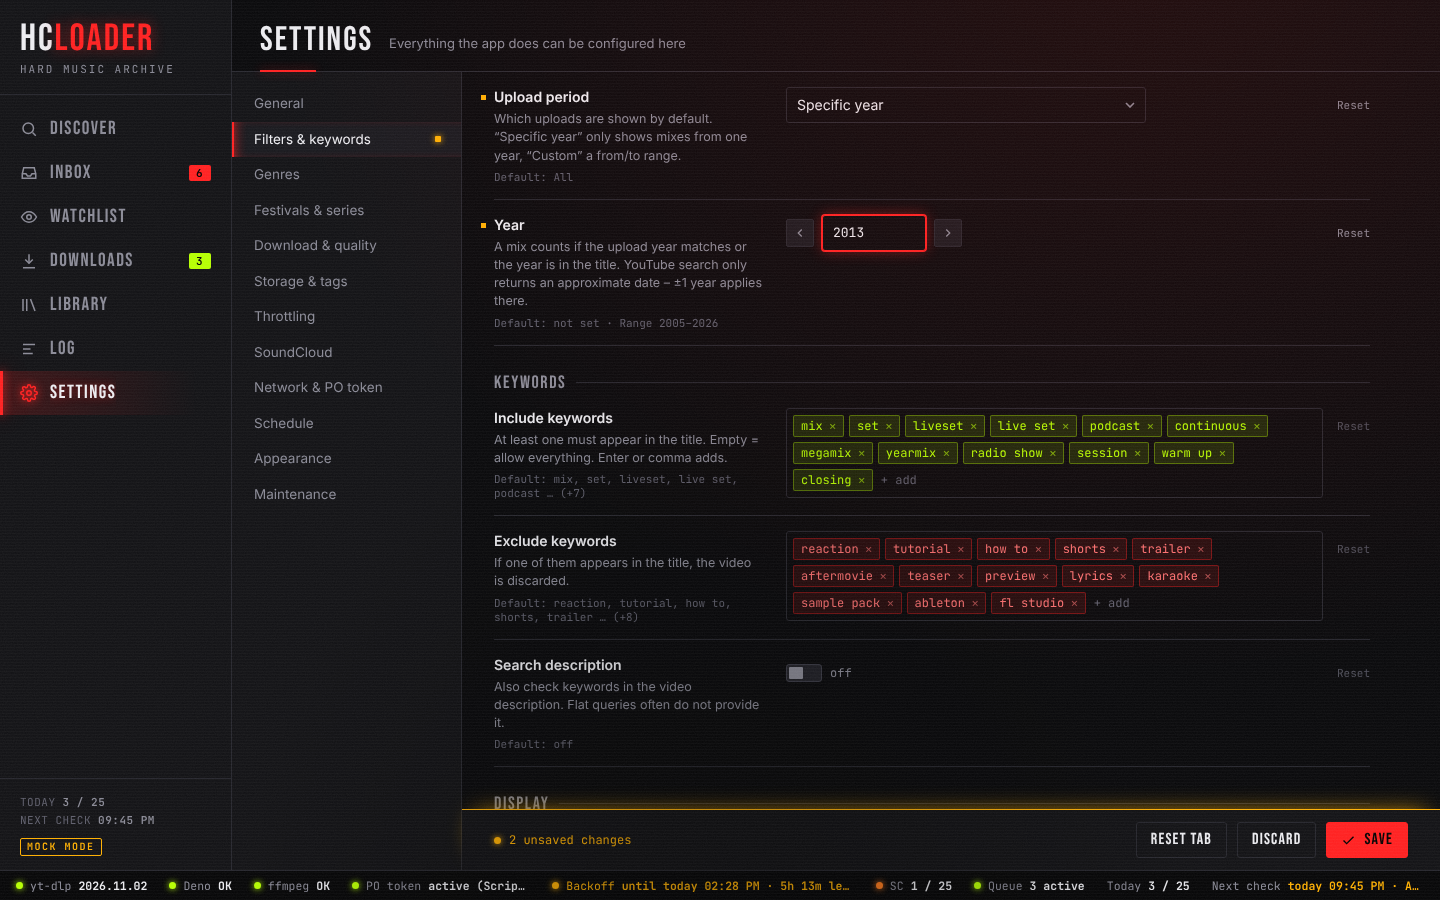 HCLOADER
HARD MUSIC ARCHIVE
DISCOVER
INBOX 6
WATCHLIST
DOWNLOADS 3
LIBRARY
LOG
SETTINGS
TODAY 3 / 25
NEXT CHECK 09:45 PM
MOCK MODE
SETTINGS Everything the app does can be configured here
General
Filters & keywords
Genres
Festivals & series
Download & quality
Storage & tags
Throttling
SoundCloud
Network & PO token
Schedule
Appearance
Maintenance
Upload period
Which uploads are shown by default.
“Specific year” only shows mixes from one
year, “Custom” a from/to range.
Default: All
Specific year
Reset
Year
A mix counts if the upload year matches or
the year is in the title. YouTube search only
returns an approximate date – ±1 year applies
there.
Default: not set · Range 2005–2026
2013
Reset
KEYWORDS
Include keywords
At least one must appear in the title. Empty =
allow everything. Enter or comma adds.
Default: mix, set, liveset, live set,
podcast … (+7)
mix × set × liveset × live set × podcast × continuous ×
megamix × yearmix × radio show × session × warm up ×
closing × + add
Reset
Exclude keywords
If one of them appears in the title, the video
is discarded.
Default: reaction, tutorial, how to,
shorts, trailer … (+8)
reaction × tutorial × how to × shorts × trailer ×
aftermovie × teaser × preview × lyrics × karaoke ×
sample pack × ableton × fl studio × + add
Reset
Search description
Also check keywords in the video
description. Flat queries often do not provide
it.
Default: off
off
Reset
DISPLAY
2 unsaved changes
RESET TAB
DISCARD
SAVE
yt-dlp 2026.11.02 Deno OK ffmpeg OK PO token active (Scrip… Backoff until today 02:28 PM · 5h 13m le… SC 1 / 25 Queue 3 active Today 3 / 25 Next check today 09:45 PM · A…